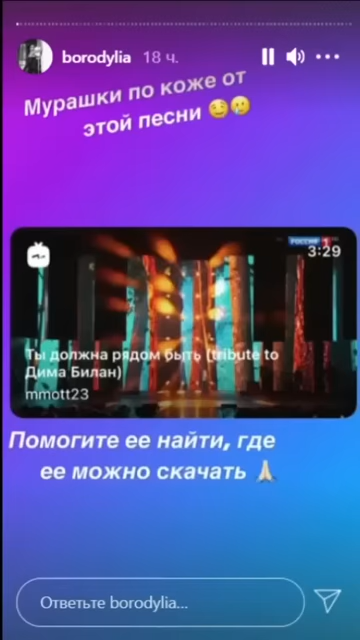 borodylia 18 ч.
Мурашки по коже от
этой песни 🤤🥲
РОССИЯ 1
3:29
Ты должна рядом быть (tribute to
Дима Билан)
mmott23
Помогите ее найти, где
ее можно скачать 🙏🏻
Ответьте borodylia...